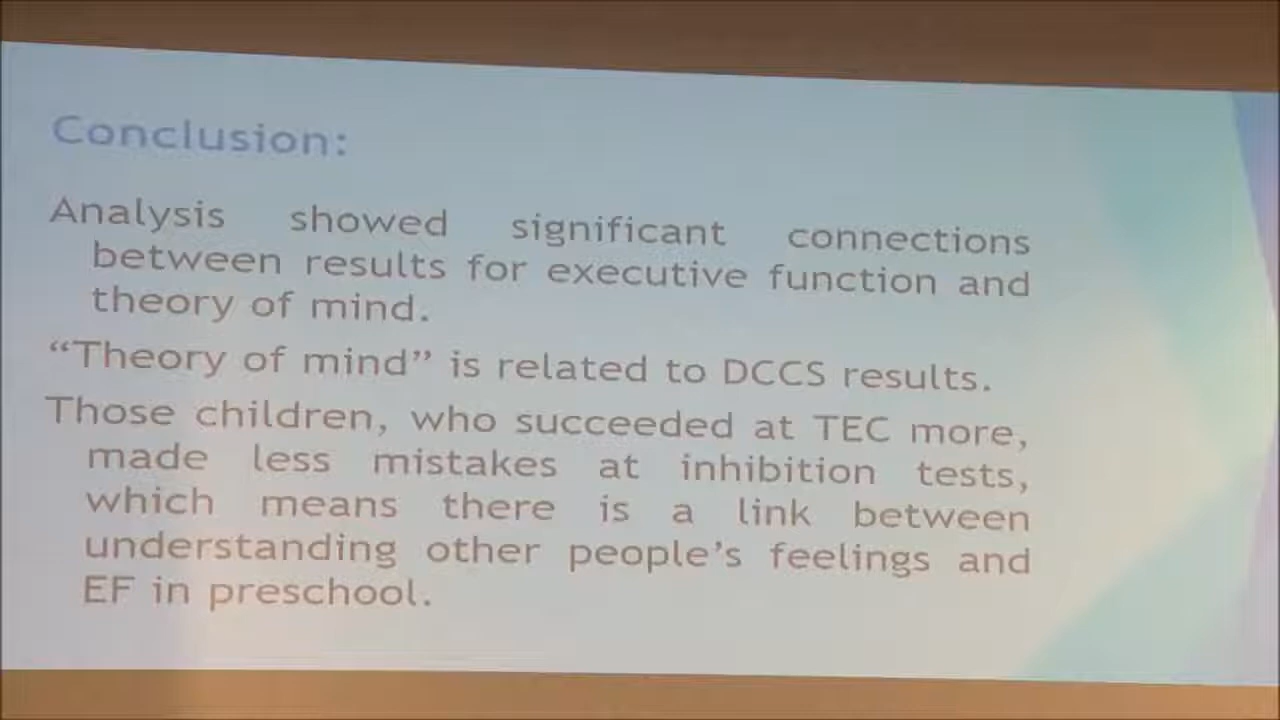 Conclusion:
Analysis showed significant connections
between results for executive function and
theory of mind.
“Theory of mind” is related to DCCS results.
Those children, who succeeded at TEC more,
made less mistakes at inhibition tests,
which means there is a link between
understanding other people’s feelings and
EF in preschool.